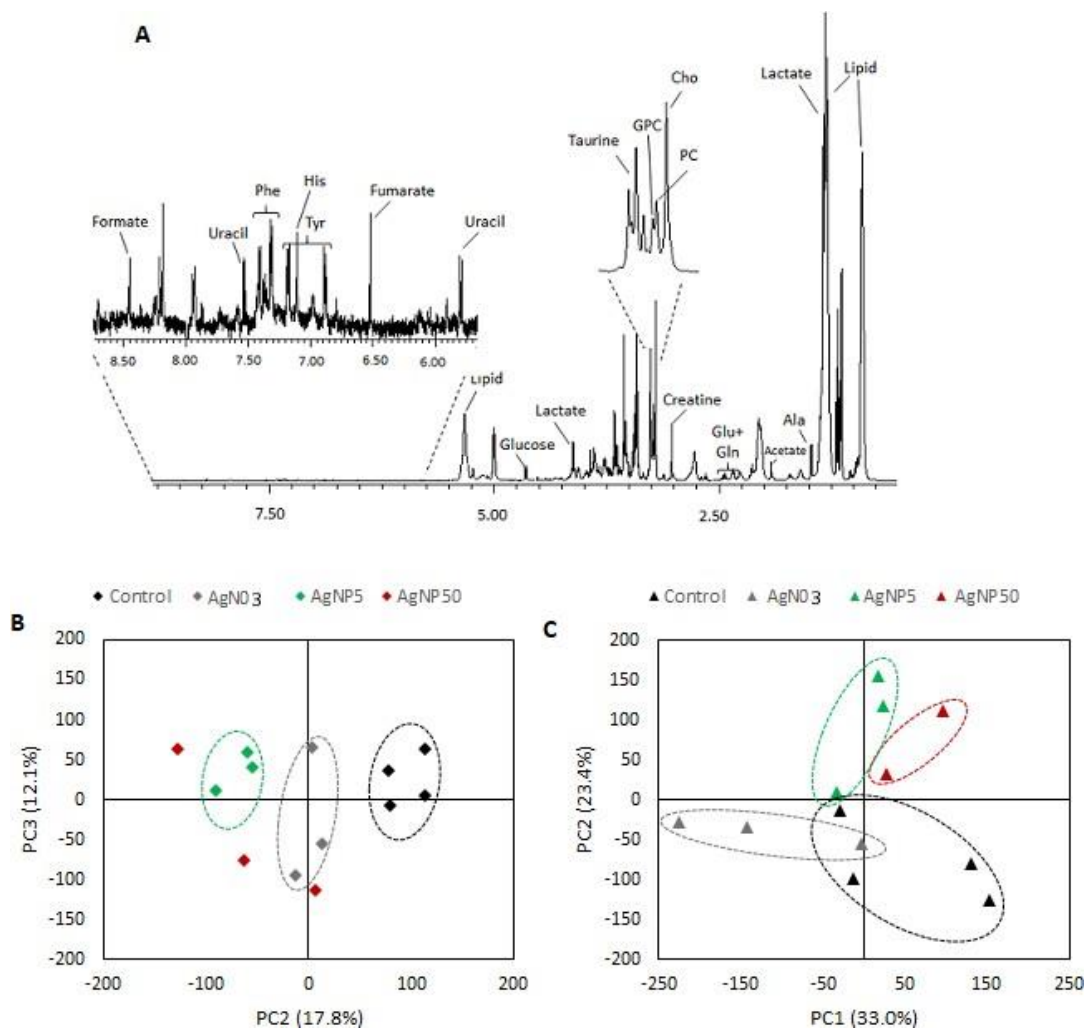 A
Cho
Lactate
Lipid
GPC
Taurine
PC
His
Phe
Fumarate
Tyr
Formate
Uracil
Uracil
8.50 8.00 7.50 7.00 6.50 6.00
Lipid
Lactate
Creatine
Glucose
Glu+
Gln
Ala
Acetate
7.50 5.00 2.50
Control AgN03 AgNP5 AgNP50
B
200
150
100
50
0
-50
-100
-150
-200
PC3 (12.1%)
-200 -100 0 100 200
PC2 (17.8%)
Control AgN03 AgNP5 AgNP50
C
200
150
100
50
0
-50
-100
-150
-200
PC2 (23.4%)
-250 -150 -50 50 150 250
PC1 (33.0%)